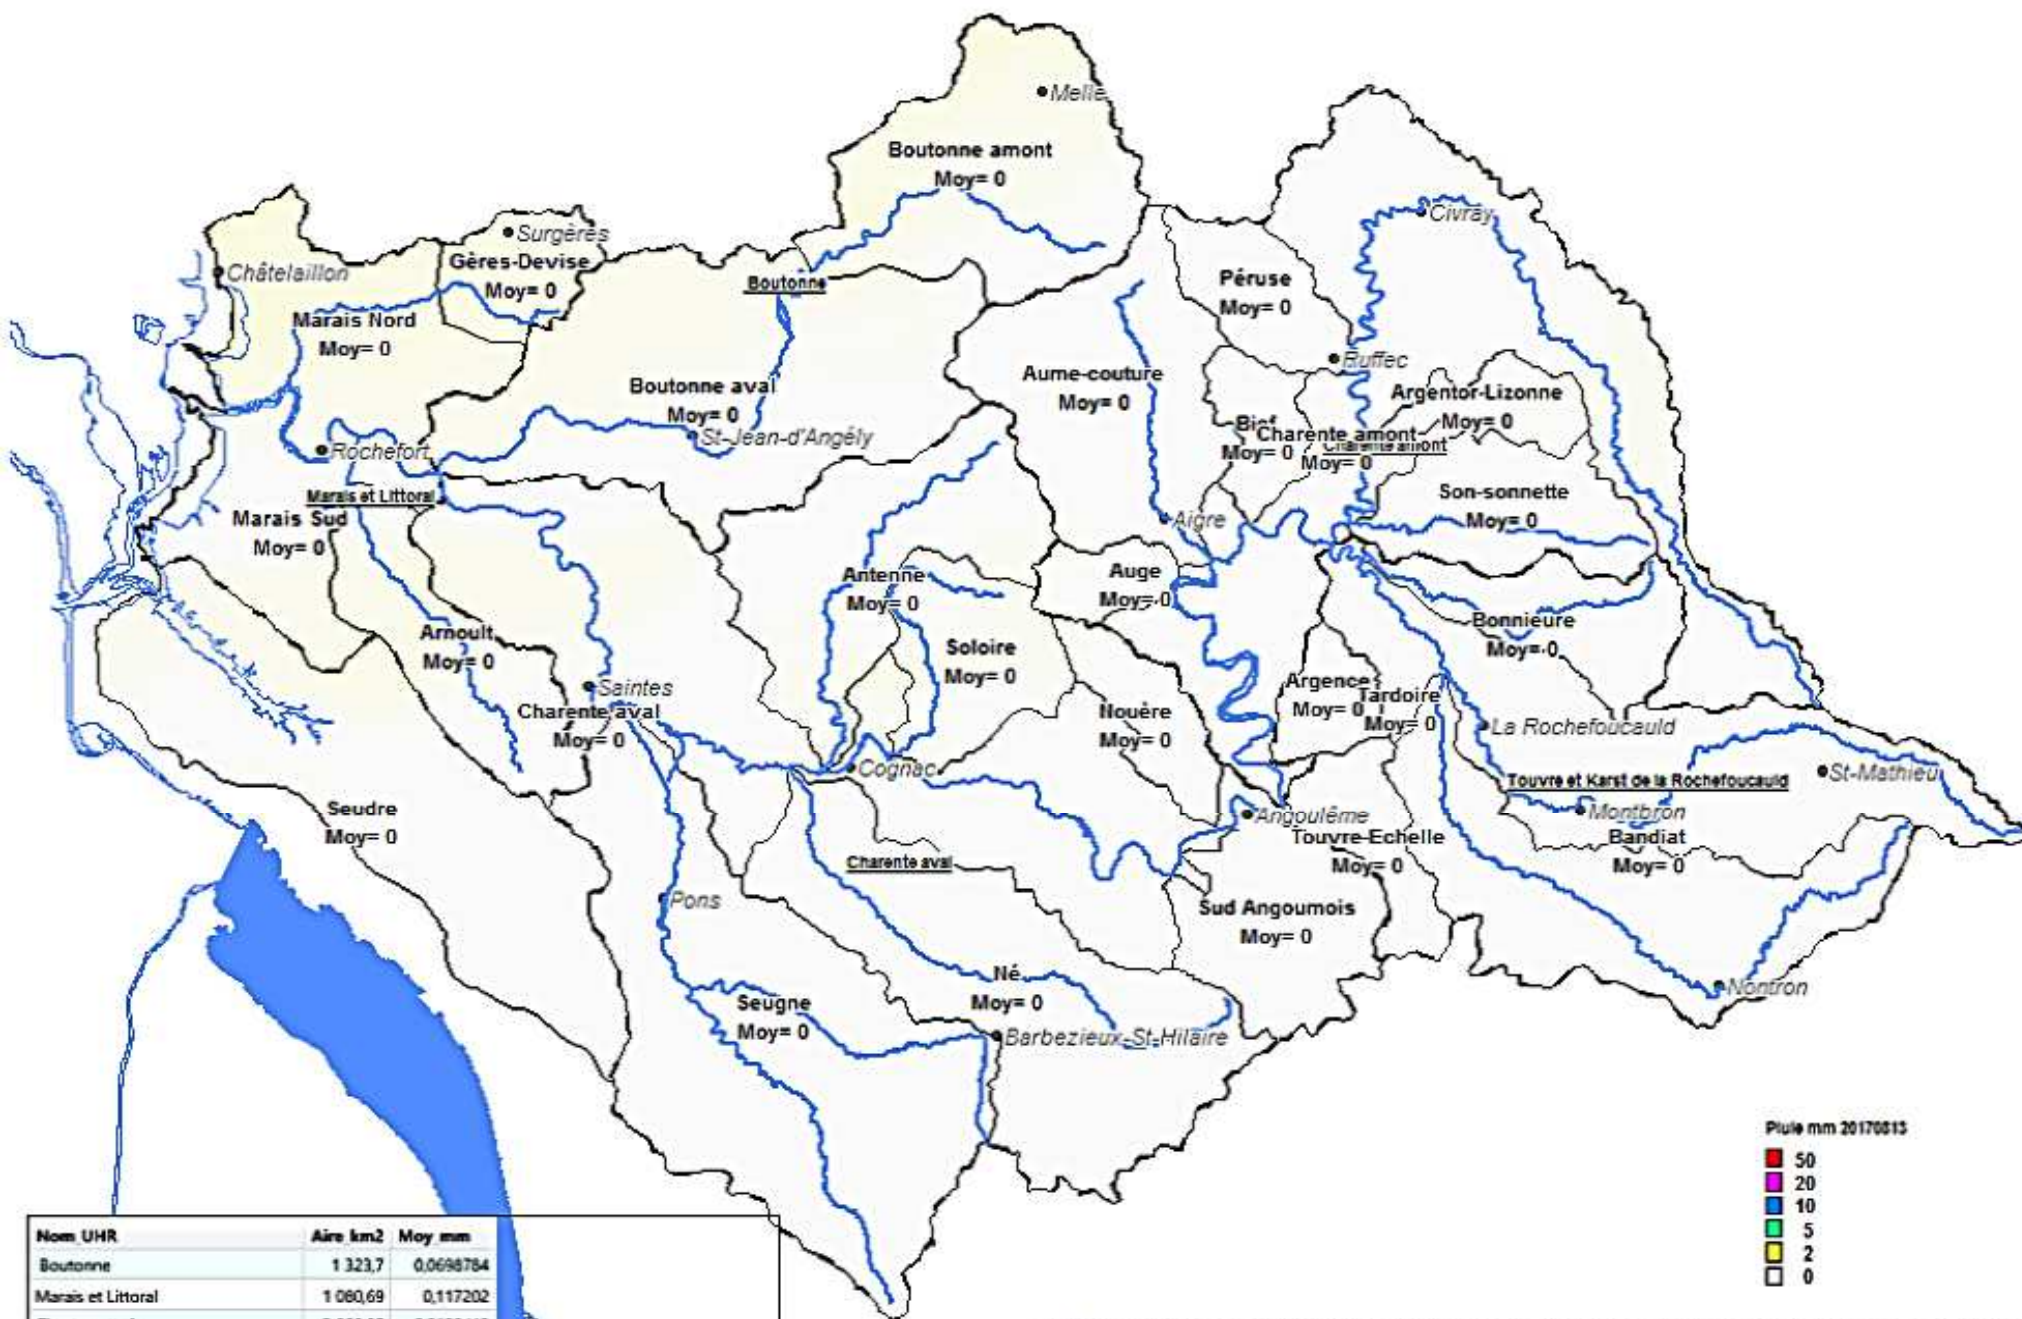 Melle
Boutonne amont
Moy= 0
Civray
Surgères
Châtelaillon
Gères-Devise
Moy= 0
Boutonne
Péruse
Moy= 0
Marais Nord
Moy= 0
Ruffec
Boutonne aval
Moy= 0
Aume-couture
Moy= 0
Argentor-Lizonne
Moy= 0
St-Jean-d'Angély
Bief
Moy= 0
Charente amont
Charente amont
Moy= 0
Rochefort
Marais et Littoral
Son-sonnette
Moy= 0
Marais Sud
Moy= 0
Aigre
Antenne
Moy= 0
Auge
Moy= 0
Bonnieure
Moy= 0
Arnoult
Moy= 0
Soloire
Moy= 0
Saintes
Charente aval
Moy= 0
Argence
Moy= 0
Tardoire
Moy= 0
Nouère
Moy= 0
La Rochefoucauld
Cognac
Touvre et Karst de la Rochefoucauld
St-Mathieu
Seudre
Moy= 0
Angoulême
Montbron
Touvre-Echelle
Moy= 0
Bandiat
Moy= 0
Charente aval
Pons
Sud Angoumois
Moy= 0
Né
Moy= 0
Seugne
Moy= 0
Nontron
Barbezieux-St-Hilaire
Pluie mm 20170813
50
20
10
5
2
0
Nom_UHR Aire_km2 Moy_mm
Boutonne 1 323,7 0,0698784
Marais et Littoral 1 080,69 0,117202